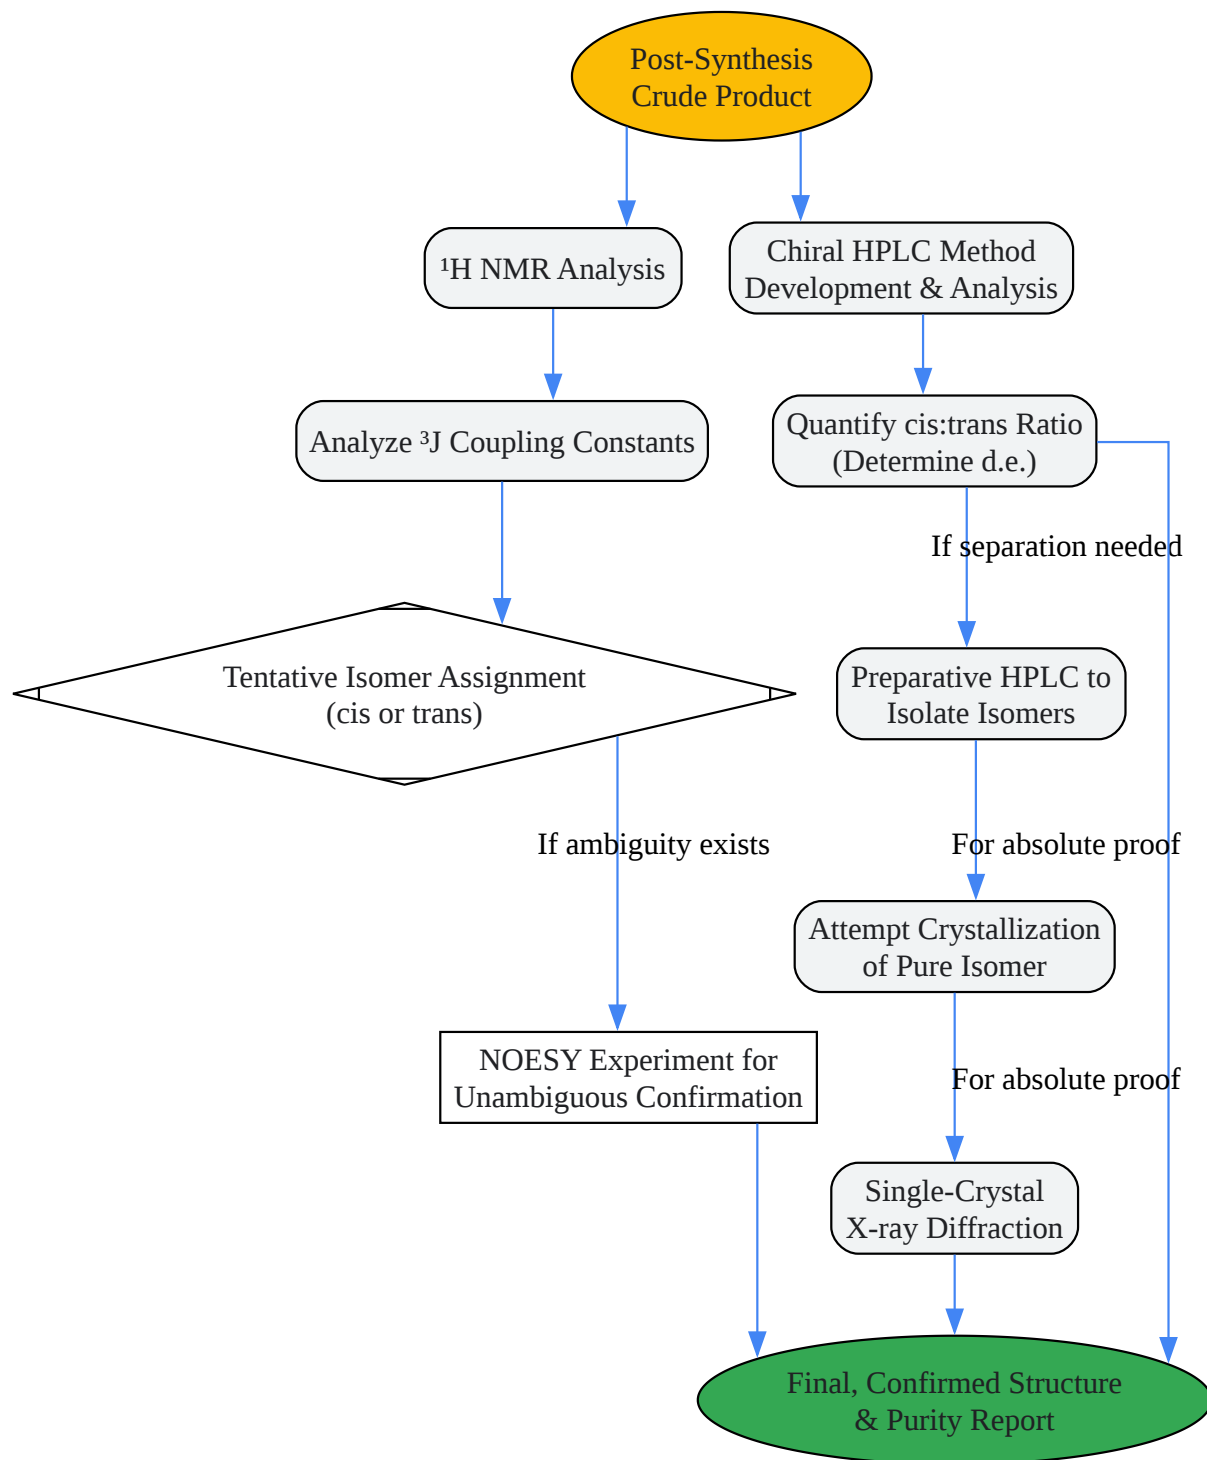 Post-Synthesis
Crude Product
¹H NMR Analysis
Chiral HPLC Method
Development & Analysis
Analyze ³J Coupling Constants
Quantify cis:trans Ratio
(Determine d.e.)
If separation needed
Tentative Isomer Assignment
(cis or trans)
Preparative HPLC to
Isolate Isomers
If ambiguity exists
For absolute proof
Attempt Crystallization
of Pure Isomer
NOESY Experiment for
Unambiguous Confirmation
For absolute proof
Single-Crystal
X-ray Diffraction
Final, Confirmed Structure
& Purity Report